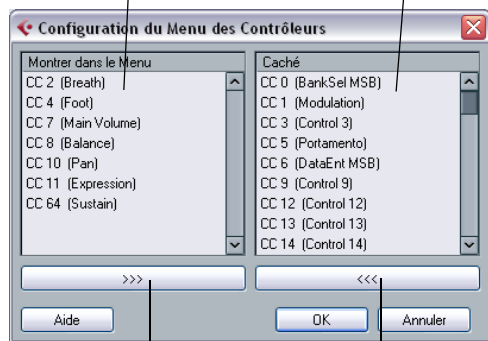 Configuration du Menu des Contrôleurs
Montrer dans le Menu
CC 2 (Breath)
CC 4 (Foot)
CC 7 (Main Volume)
CC 8 (Balance)
CC 10 (Pan)
CC 11 (Expression)
CC 64 (Sustain)
Caché
CC 0 (BankSel MSB)
CC 1 (Modulation)
CC 3 (Control 3)
CC 5 (Portamento)
CC 6 (DataEnt MSB)
CC 9 (Control 9)
CC 12 (Control 12)
CC 13 (Control 13)
CC 14 (Control 14)
>>>
<<<
Aide
OK
Annuler